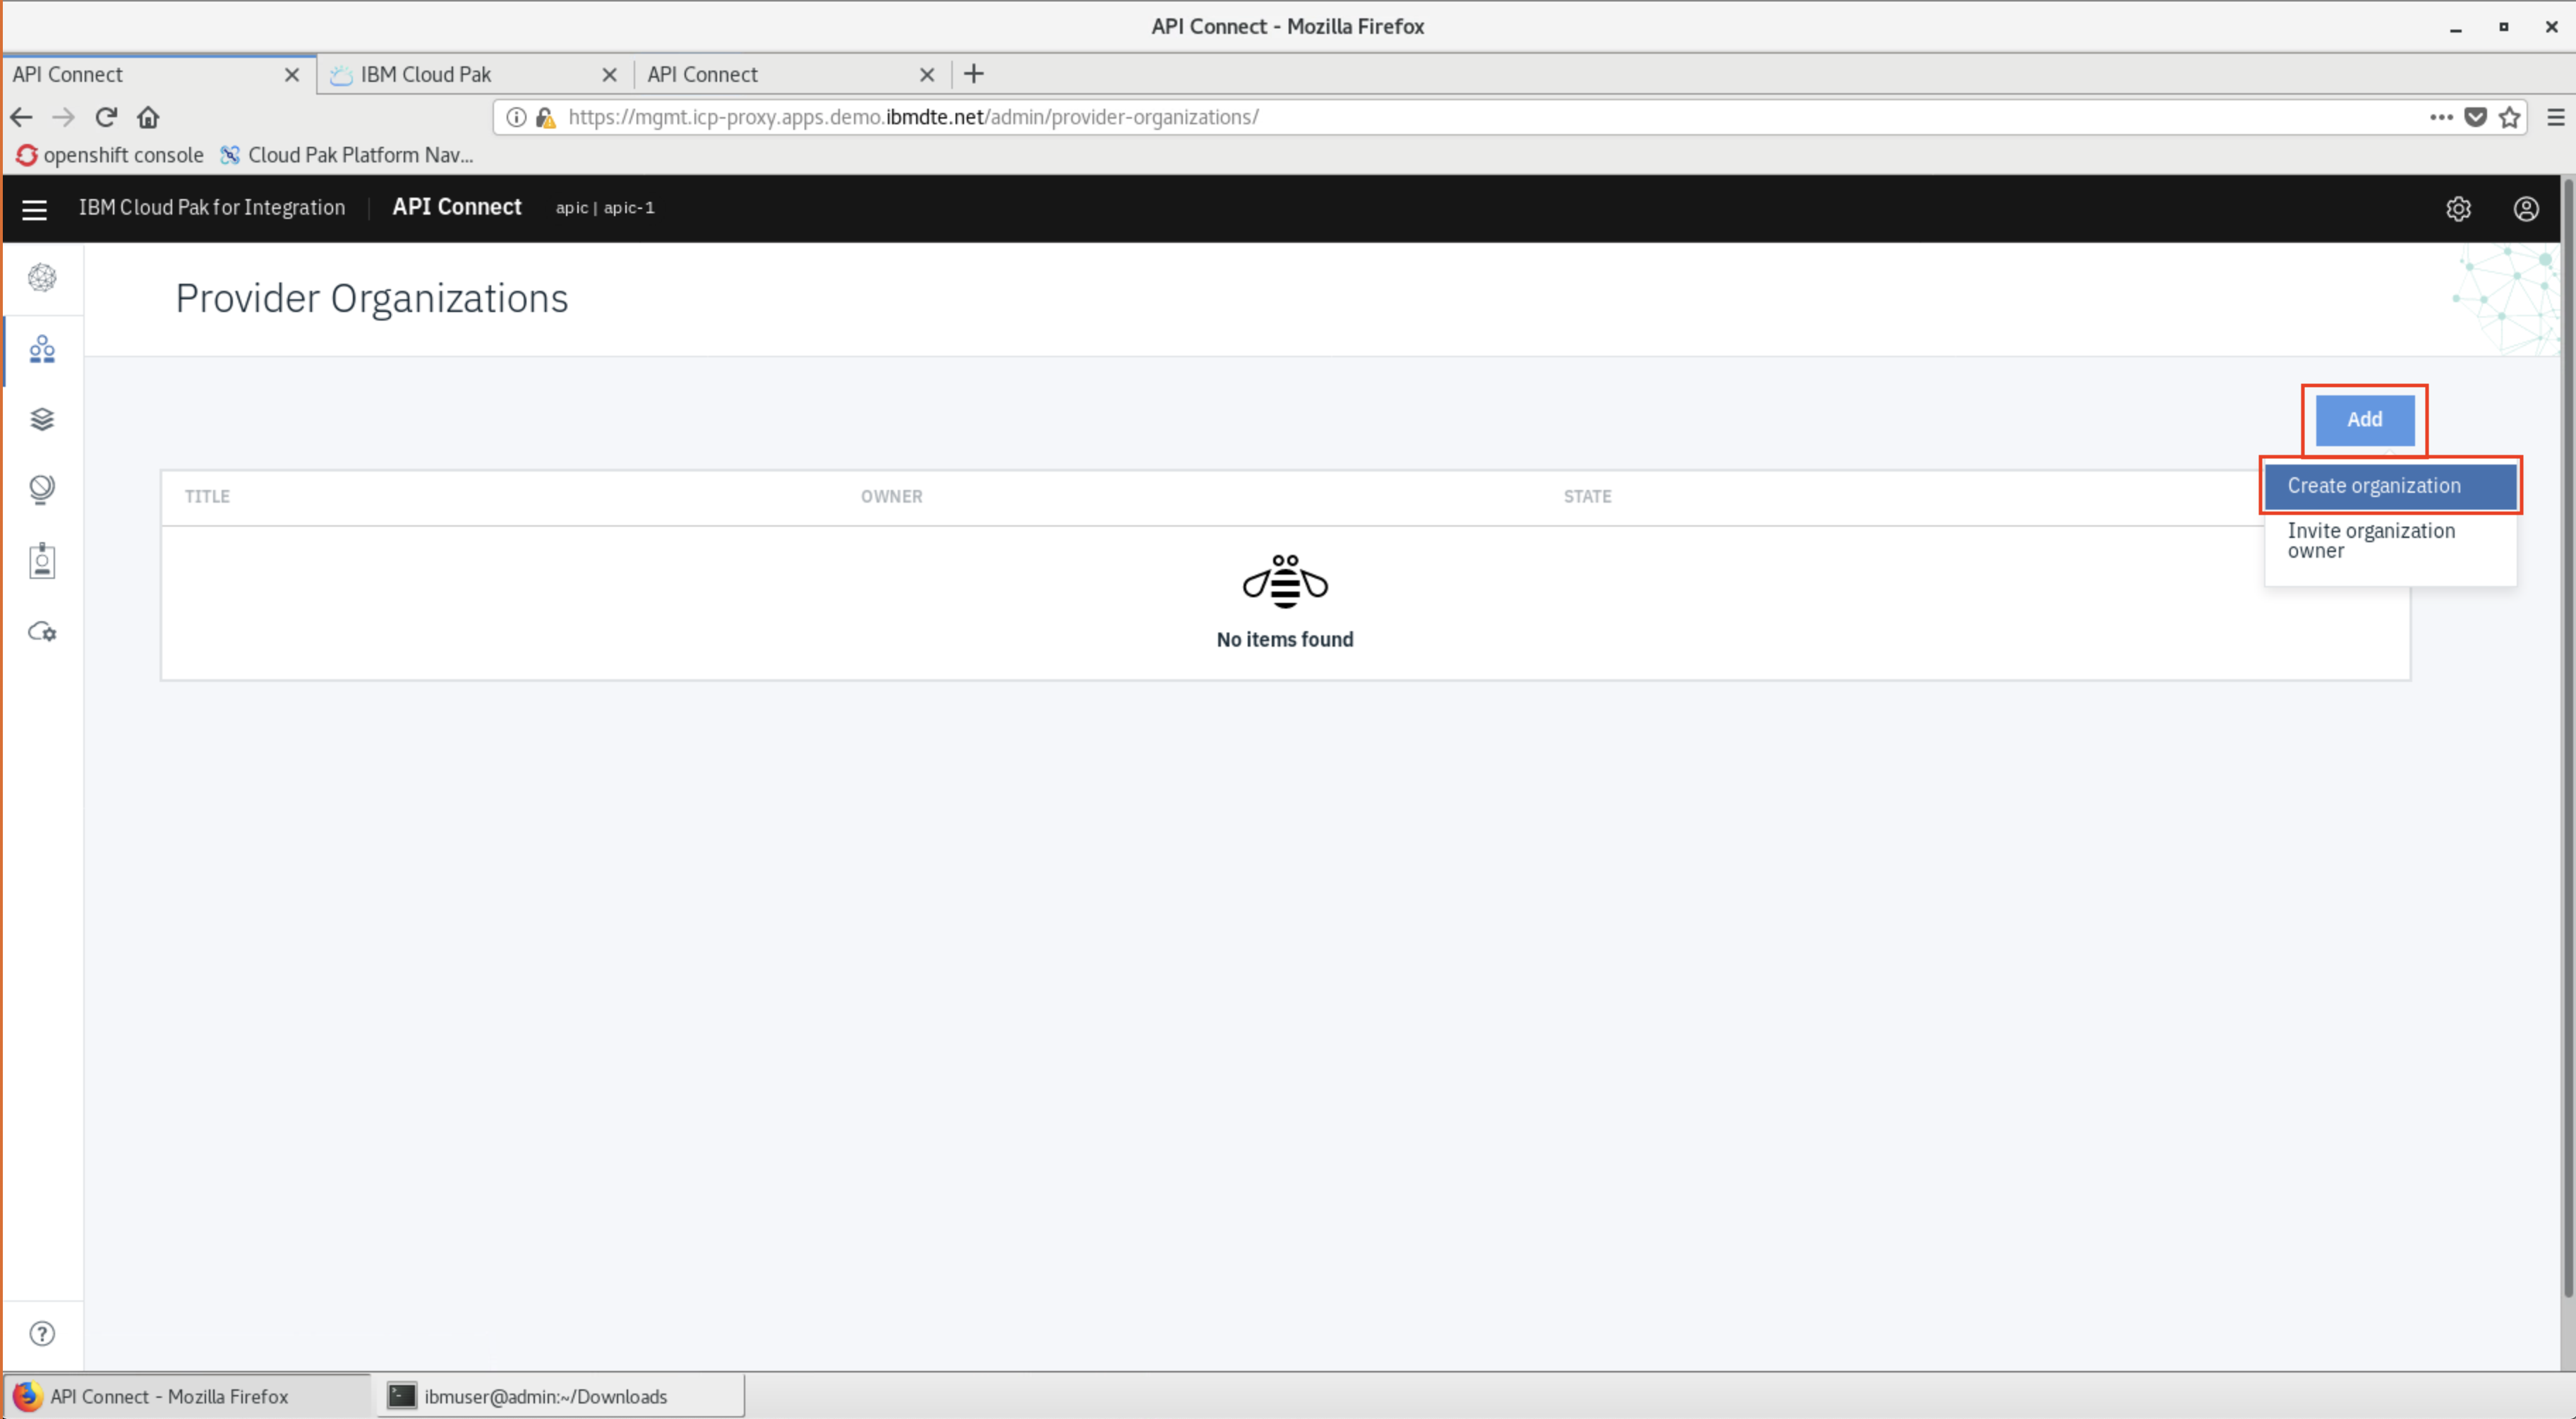 API Connect - Mozilla Firefox
API Connect
IBM Cloud Pak
API Connect
https://mgmt.icp-proxy.apps.demo.ibmdte.net/admin/provider-organizations/
openshift console
Cloud Pak Platform Nav...
IBM Cloud Pak for Integration
API Connect
apic | apic-1
Provider Organizations
Add
Create organization
Invite organization
owner
TITLE
OWNER
STATE
No items found
API Connect - Mozilla Firefox
ibmuser@admin:~/Downloads